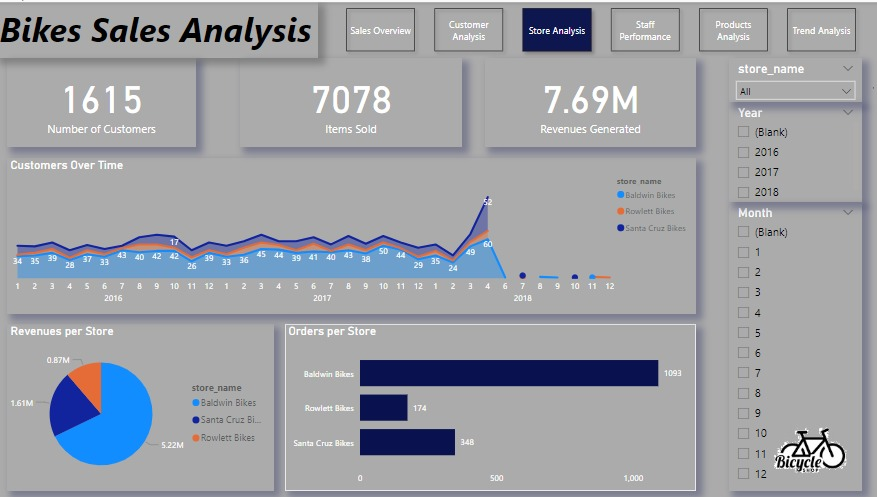 Bikes Sales Analysis
Sales Overview
Customer
Analysis
Store Analysis
Staff
Performance
Products
Analysis
Trend Analysis
1615
Number of Customers
7078
Items Sold
7.69M
Revenues Generated
store_name
All
Year
(Blank)
2016
2017
2018
Month
(Blank)
1
2
3
4
5
6
7
8
9
10
11
12
Customers Over Time
store_name
Baldwin Bikes
Rowlett Bikes
Santa Cruz Bikes
34 35 39 28 37 33 43 40 42 42 26 39 33 36 45 44 39 41 40 43 38 50 44 29 35 24 49 60
17
52
1 2 3 4 5 6 7 8 9 10 11 12 1 2 3 4 5 6 7 8 9 10 11 12 1 2 3 4 6 7 8 9 10 11 12
2016 2017 2018
Revenues per Store
0.87M
1.61M
5.22M
store_name
Baldwin Bikes
Santa Cruz Bi...
Rowlett Bikes
Orders per Store
Baldwin Bikes 1093
Rowlett Bikes 174
Santa Cruz Bikes 348
0 500 1,000
Bicycle
SHOP